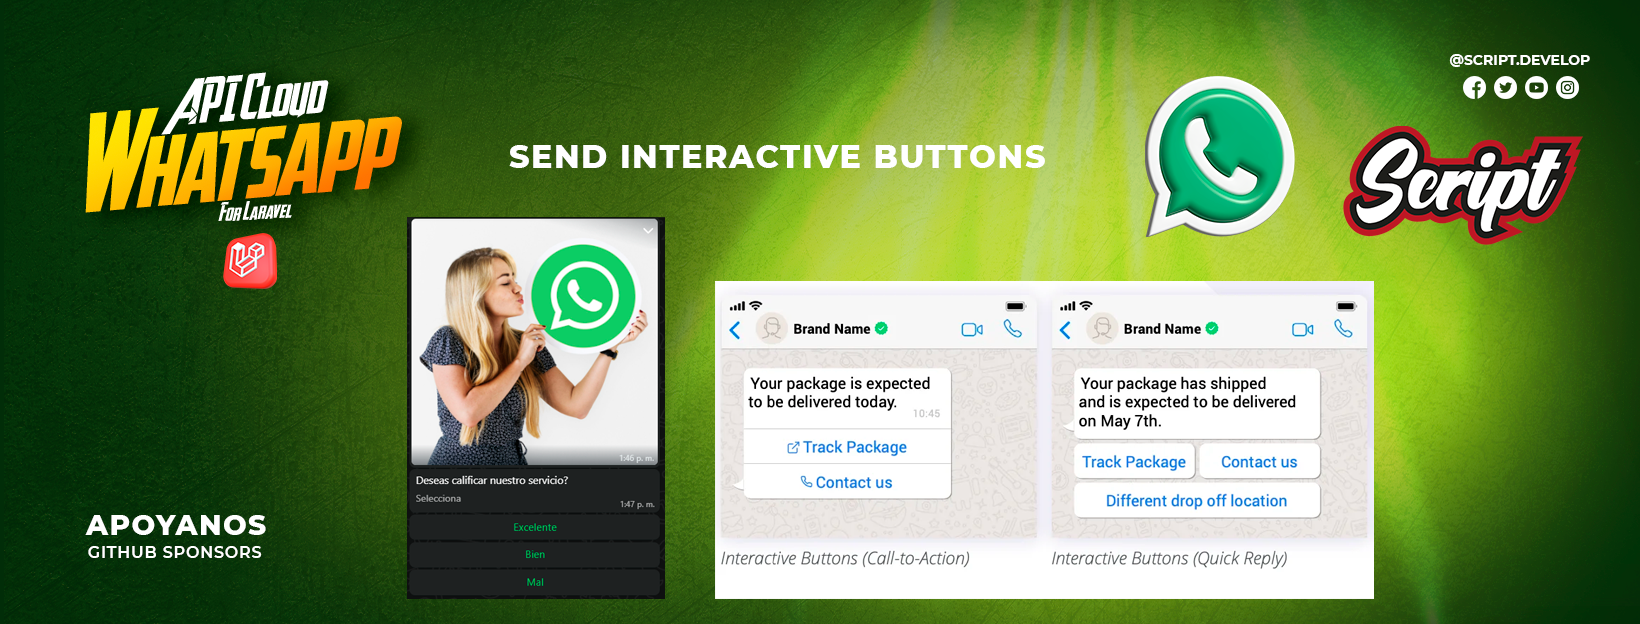 API CLOUD
WHATSAPP
FOR LARAVEL
SEND INTERACTIVE BUTTONS
@SCRIPT.DEVELOP
Script
1:46 p. m.
Deseas calificar nuestro servicio?
Selecciona
1:47 p. m.
Excelente
Bien
Mal
Brand Name
Your package is expected
to be delivered today.
10:45
Track Package
Contact us
Interactive Buttons (Call-to-Action)
Brand Name
Your package has shipped
and is expected to be delivered
on May 7th.
Track Package
Contact us
Different drop off location
Interactive Buttons (Quick Reply)
APOYANOS
GITHUB SPONSORS